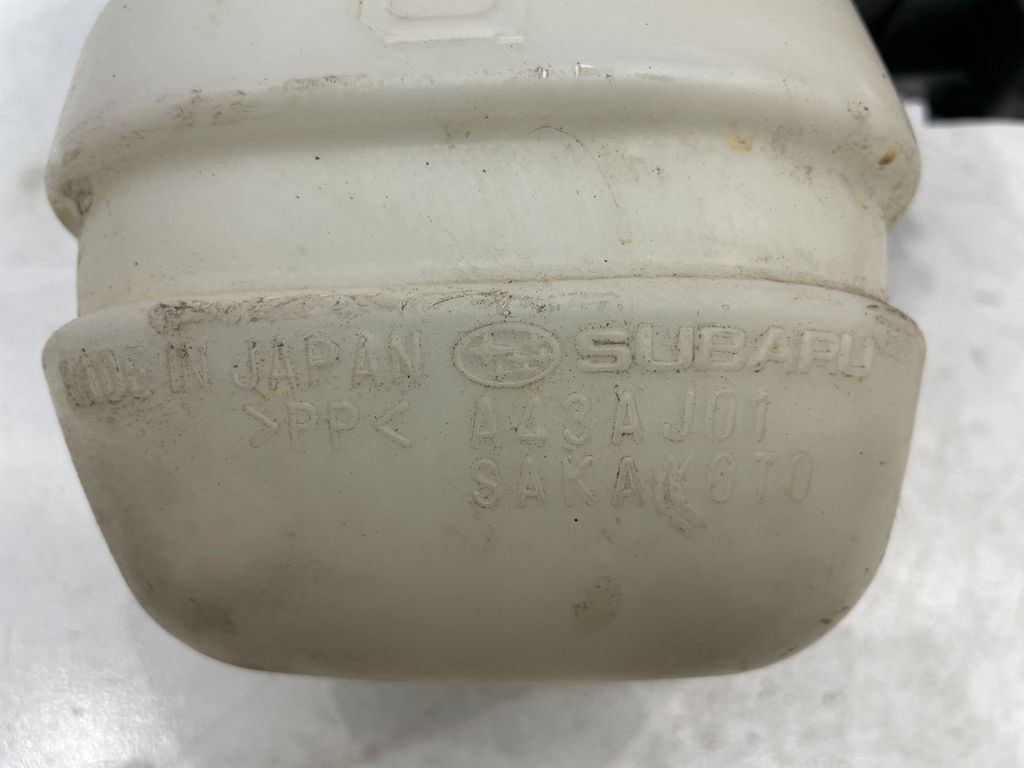 MADE IN JAPAN SUBARU
>PP< A43AJ01
SAKAMOTO